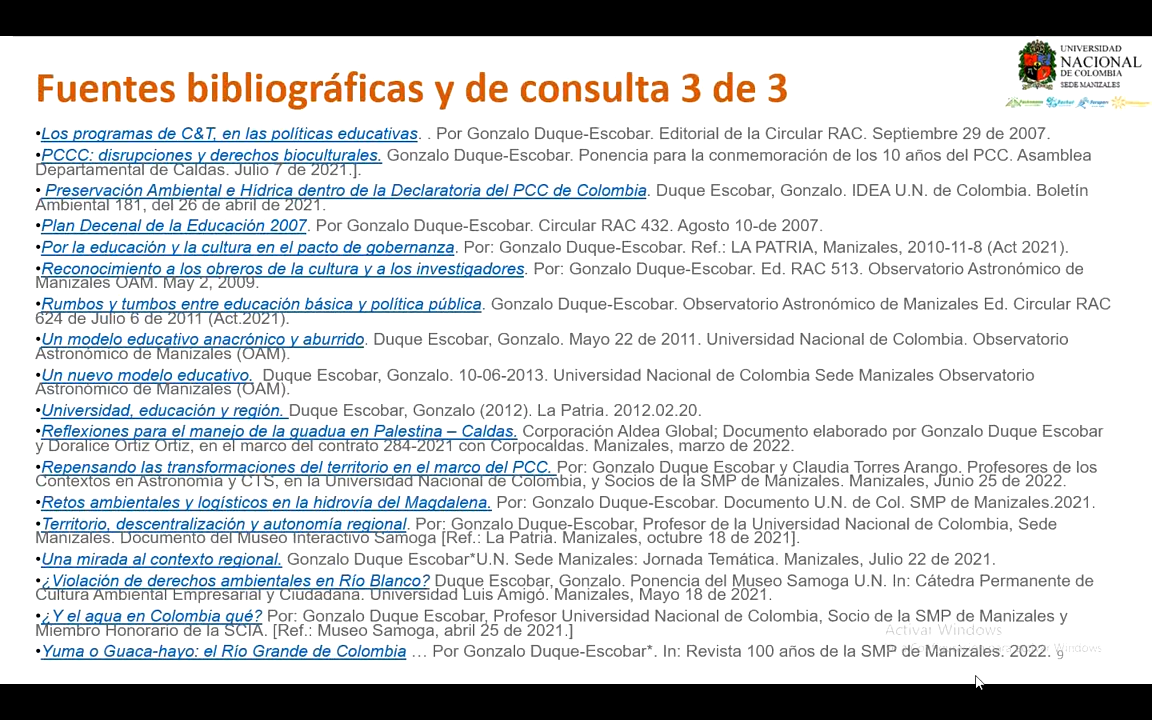 UNIVERSIDAD
NACIONAL
DE COLOMBIA
SEDE MANIZALES
Fuentes bibliográficas y de consulta 3 de 3
•Los programas de C&T, en las políticas educativas. . Por Gonzalo Duque-Escobar. Editorial de la Circular RAC. Septiembre 29 de 2007.
•PCCC: disrupciones y derechos bioculturales. Gonzalo Duque-Escobar. Ponencia para la conmemoración de los 10 años del PCC. Asamblea
Departamental de Caldas. Julio 7 de 2021.].
• Preservación Ambiental e Hídrica dentro de la Declaratoria del PCC de Colombia. Duque Escobar, Gonzalo. IDEA U.N. de Colombia. Boletín
Ambiental 181, del 26 de abril de 2021.
•Plan Decenal de la Educación 2007. Por Gonzalo Duque-Escobar. Circular RAC 432. Agosto 10-de 2007.
•Por la educación y la cultura en el pacto de gobernanza. Por: Gonzalo Duque-Escobar. Ref.: LA PATRIA, Manizales, 2010-11-8 (Act 2021).
•Reconocimiento a los obreros de la cultura y a los investigadores. Por: Gonzalo Duque-Escobar. Ed. RAC 513. Observatorio Astronómico de
Manizales OAM. May 2, 2009.
•Rumbos y tumbos entre educación básica y política pública. Gonzalo Duque-Escobar. Observatorio Astronómico de Manizales Ed. Circular RAC
624 de Julio 6 de 2011 (Act.2021).
•Un modelo educativo anacrónico y aburrido. Duque Escobar, Gonzalo. Mayo 22 de 2011. Universidad Nacional de Colombia. Observatorio
Astronómico de Manizales (OAM).
•Un nuevo modelo educativo. Duque Escobar, Gonzalo. 10-06-2013. Universidad Nacional de Colombia Sede Manizales Observatorio
Astronómico de Manizales (OAM).
•Universidad, educación y región. Duque Escobar, Gonzalo (2012). La Patria. 2012.02.20.
•Reflexiones para el manejo de la guadua en Palestina – Caldas. Corporación Aldea Global; Documento elaborado por Gonzalo Duque Escobar
y Doralice Ortiz Ortiz, en el marco del contrato 284-2021 con Corpocaldas. Manizales, marzo de 2022.
•Repensando las transformaciones del territorio en el marco del PCC. Por: Gonzalo Duque Escobar y Claudia Torres Arango. Profesores de los
Contextos en Astronomía y CTS, en la Universidad Nacional de Colombia, y Socios de la SMP de Manizales. Manizales, Junio 25 de 2022.
•Retos ambientales y logísticos en la hidrovía del Magdalena. Por: Gonzalo Duque-Escobar. Documento U.N. de Col. SMP de Manizales.2021.
•Territorio, descentralización y autonomía regional. Por: Gonzalo Duque-Escobar, Profesor de la Universidad Nacional de Colombia, Sede
Manizales. Documento del Museo Interactivo Samoga [Ref.: La Patria. Manizales, octubre 18 de 2021].
•Una mirada al contexto regional. Gonzalo Duque Escobar*U.N. Sede Manizales: Jornada Temática. Manizales, Julio 22 de 2021.
•¿Violación de derechos ambientales en Río Blanco? Duque Escobar, Gonzalo. Ponencia del Museo Samoga U.N. In: Cátedra Permanente de
Cultura Ambiental Empresarial y Ciudadana. Universidad Luis Amigó. Manizales, Mayo 18 de 2021.
•¿Y el agua en Colombia qué? Por: Gonzalo Duque Escobar, Profesor Universidad Nacional de Colombia, Socio de la SMP de Manizales y
Miembro Honorario de la SCIA. [Ref.: Museo Samoga, abril 25 de 2021.]
Activar Windows
•Yuma o Guaca-hayo: el Río Grande de Colombia … Por Gonzalo Duque-Escobar*. In: Revista 100 años de la SMP de Manizales. 2022.
9
Windows